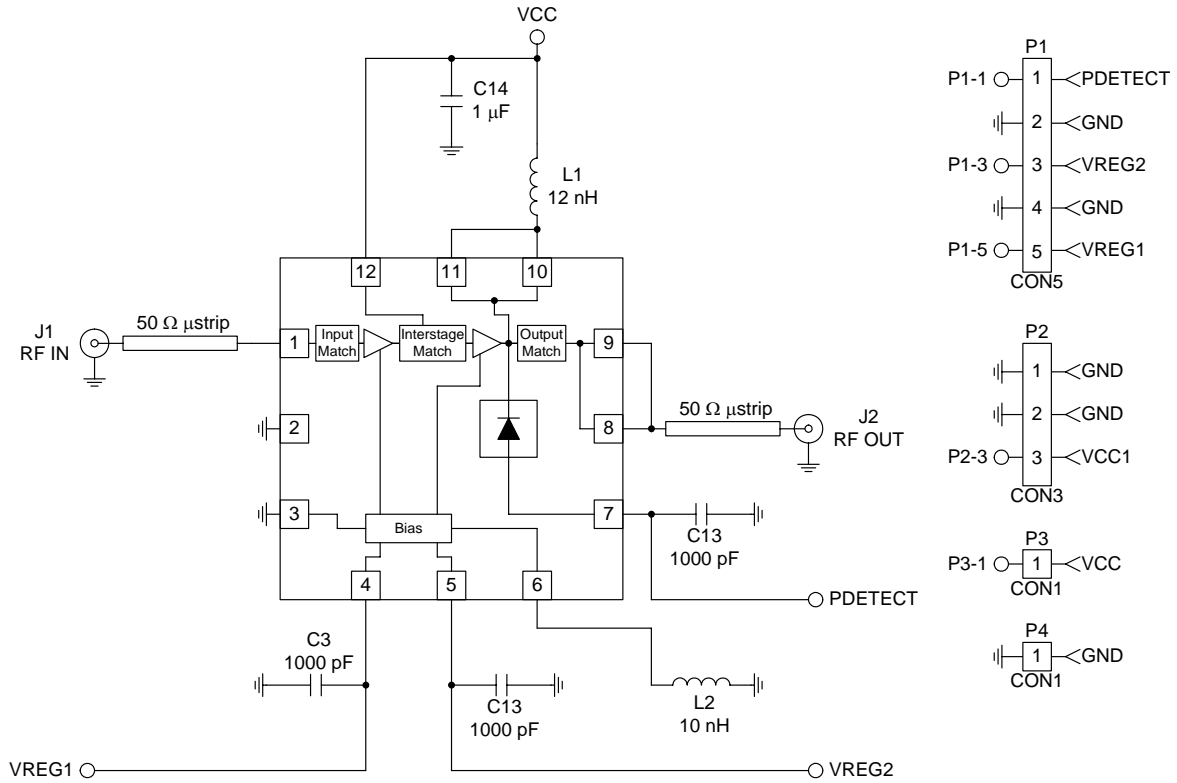 VCC
C14
1 μF
L1
12 nH
12
11
10
J1
RF IN
50 Ω μstrip
1
Input
Match
Interstage
Match
Output
Match
9
2
8
50 Ω μstrip
J2
RF OUT
3
Bias
7
C13
1000 pF
4
5
6
PDETECT
C3
1000 pF
C13
1000 pF
L2
10 nH
VREG1
VREG2
P1
P1-1
1
PDETECT
2
GND
P1-3
3
VREG2
4
GND
P1-5
5
VREG1
CON5
P2
1
GND
2
GND
P2-3
3
VCC1
CON3
P3
P3-1
1
VCC
CON1
P4
1
GND
CON1